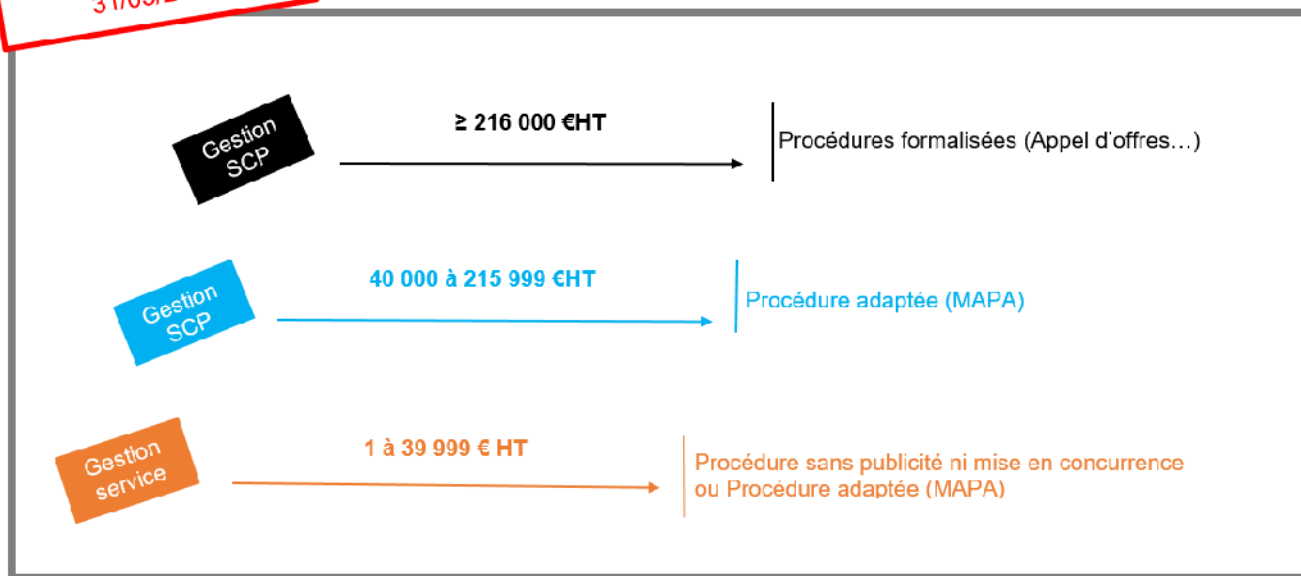 Gestion
SCP
≥ 216 000 €HT
Procédures formalisées (Appel d'offres…)
Gestion
SCP
40 000 à 215 999 €HT
Procédure adaptée (MAPA)
Gestion
service
1 à 39 999 € HT
Procédure sans publicité ni mise en concurrence
ou Procédure adaptée (MAPA)